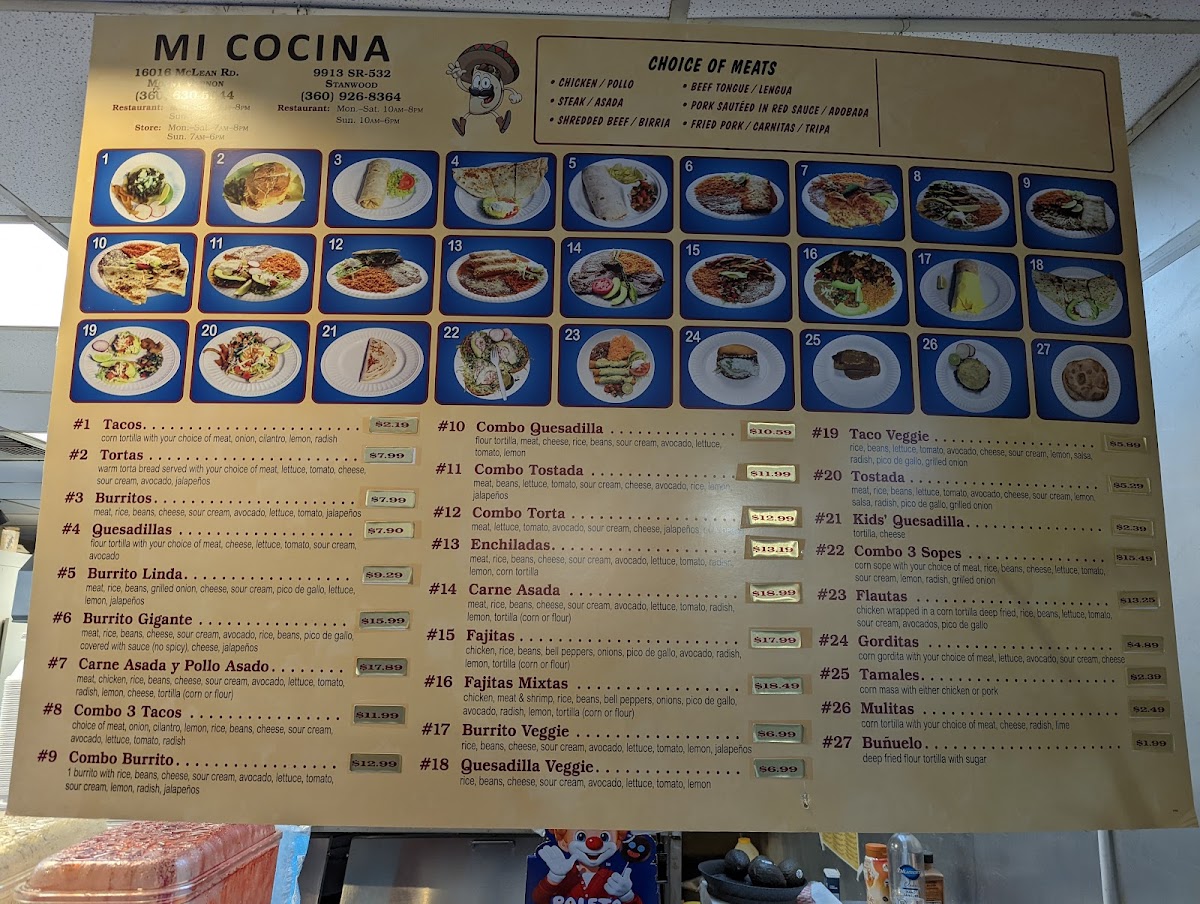 MI COCINA
16016 McLean Rd.
(360)
Restaurant:
Sun.
Store: Mon.–Sat. 7am–8pm
Sun. 7am–6pm
9913 SR-532
Stanwood
(360) 926-8364
Restaurant: Mon.–Sat. 10am–8pm
Sun. 10am–6pm
CHOICE OF MEATS
• CHICKEN / POLLO
• STEAK / ASADA
• SHREDDED BEEF / BIRRIA
• BEEF TONGUE / LENGUA
• PORK SAUTÉED IN RED SAUCE / ADOBADA
• FRIED PORK / CARNITAS / TRIPA
1 2 3 4 5 6 7 8 9
10 11 12 13 14 15 16 17 18
19 20 21 22 23 24 25 26 27
#1 Tacos $2.19
corn tortilla with your choice of meat, onion, cilantro, lemon, radish
#2 Tortas $7.99
warm torta bread served with your choice of meat, lettuce, tomato, cheese,
sour cream, avocado, jalapeños
#3 Burritos $7.99
meat, rice, beans, cheese, sour cream, avocado, lettuce, tomato, jalapeños
#4 Quesadillas $7.90
flour tortilla with your choice of meat, cheese, lettuce, tomato, sour cream,
avocado
#5 Burrito Linda $9.29
meat, rice, beans, grilled onion, cheese, sour cream, pico de gallo, lettuce,
lemon, jalapeños
#6 Burrito Gigante $15.99
meat, rice, beans, cheese, sour cream, avocado, rice, beans, pico de gallo,
covered with sauce (no spicy), cheese, jalapeños
#7 Carne Asada y Pollo Asado $17.89
meat, chicken, rice, beans, cheese, sour cream, avocado, lettuce, tomato,
radish, lemon, cheese, tortilla (corn or flour)
#8 Combo 3 Tacos $11.99
choice of meat, onion, cilantro, lemon, rice, beans, cheese, sour cream,
avocado, lettuce, tomato, radish
#9 Combo Burrito $12.99
1 burrito with rice, beans, cheese, sour cream, avocado, lettuce, tomato,
sour cream, lemon, radish, jalapeños
#10 Combo Quesadilla $10.59
flour tortilla, meat, cheese, rice, beans, sour cream, avocado, lettuce,
tomato, lemon
#11 Combo Tostada $11.99
meat, beans, lettuce, tomato, sour cream, cheese, avocado, rice, lemon,
jalapeños
#12 Combo Torta $12.99
meat, lettuce, tomato, avocado, sour cream, cheese, jalapeños
#13 Enchiladas $13.19
meat, rice, beans, cheese, sour cream, avocado, lettuce, tomato, radish,
lemon, corn tortilla
#14 Carne Asada $18.99
meat, rice, beans, cheese, sour cream, avocado, lettuce, tomato, radish,
lemon, tortilla (corn or flour)
#15 Fajitas $17.99
chicken, rice, beans, bell peppers, onions, pico de gallo, avocado, radish,
lemon, tortilla (corn or flour)
#16 Fajitas Mixtas $18.49
chicken, meat & shrimp, rice, beans, bell peppers, onions, pico de gallo,
avocado, radish, lemon, tortilla (corn or flour)
#17 Burrito Veggie $6.99
rice, beans, cheese, sour cream, avocado, lettuce, tomato, lemon, jalapeños
#18 Quesadilla Veggie $6.99
rice, beans, cheese, sour cream, avocado, lettuce, tomato, lemon
#19 Taco Veggie $5.89
rice, beans, lettuce, tomato, avocado, cheese, sour cream, lemon, salsa,
radish, pico de gallo, grilled onion
#20 Tostada $5.29
meat, rice, beans, lettuce, tomato, avocado, cheese, sour cream, lemon,
salsa, radish, pico de gallo, grilled onion
#21 Kids' Quesadilla $2.39
tortilla, cheese
#22 Combo 3 Sopes $15.49
corn sope with your choice of meat, rice, beans, cheese, lettuce, tomato,
sour cream, lemon, radish, grilled onion
#23 Flautas $13.25
chicken wrapped in a corn tortilla deep fried, rice, beans, lettuce, tomato,
sour cream, avocados, pico de gallo
#24 Gorditas $4.89
corn gordita with your choice of meat, lettuce, avocado, sour cream, cheese
#25 Tamales $2.39
corn masa with either chicken or pork
#26 Mulitas $2.49
corn tortilla with your choice of meat, cheese, radish, lime
#27 Buñuelo $1.99
deep fried flour tortilla with sugar